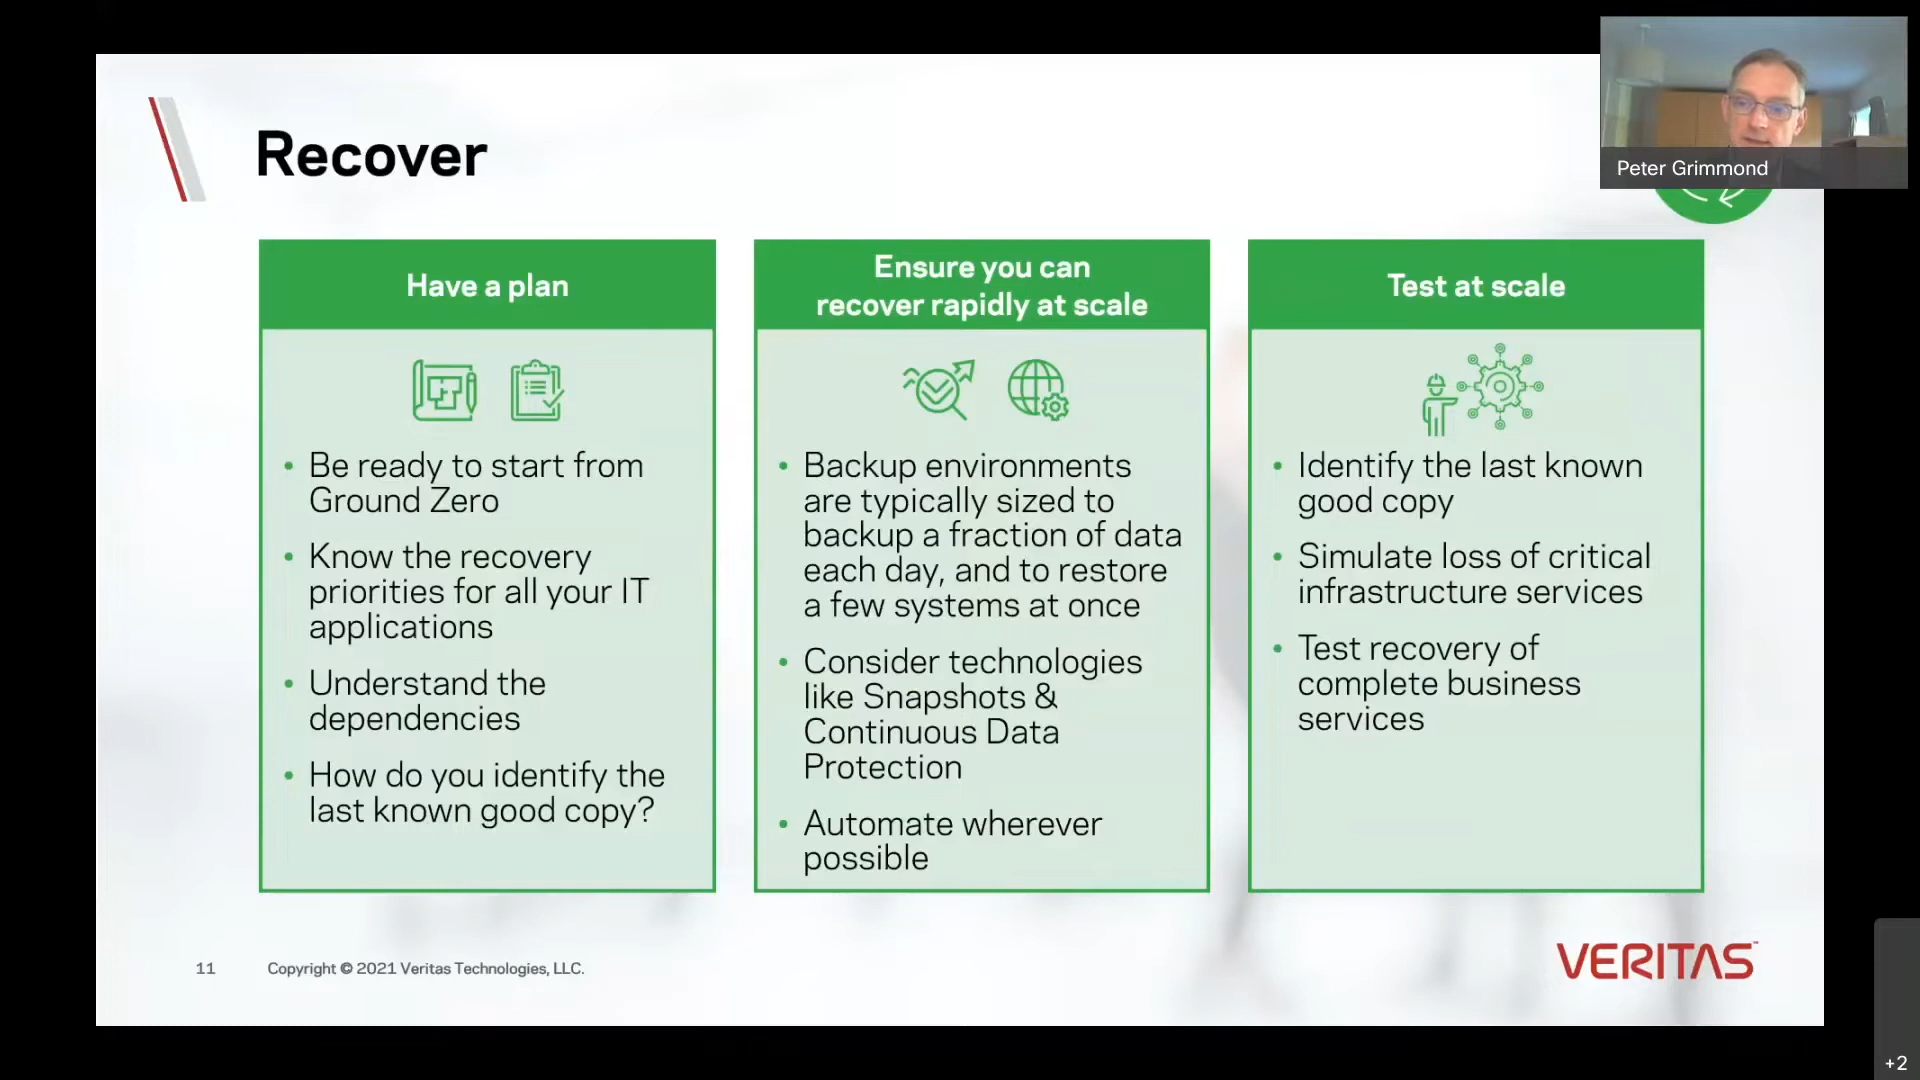 Recover
Peter Grimmond
Have a plan
Be ready to start from
Ground Zero
Know the recovery
priorities for all your IT
applications
Understand the
dependencies
How do you identify the
last known good copy?
Ensure you can
recover rapidly at scale
Backup environments
are typically sized to
backup a fraction of data
each day, and to restore
a few systems at once
Consider technologies
like Snapshots &
Continuous Data
Protection
Automate wherever
possible
Test at scale
Identify the last known
good copy
Simulate loss of critical
infrastructure services
Test recovery of
complete business
services
11
Copyright © 2021 Veritas Technologies, LLC.
VERITAS™
+2